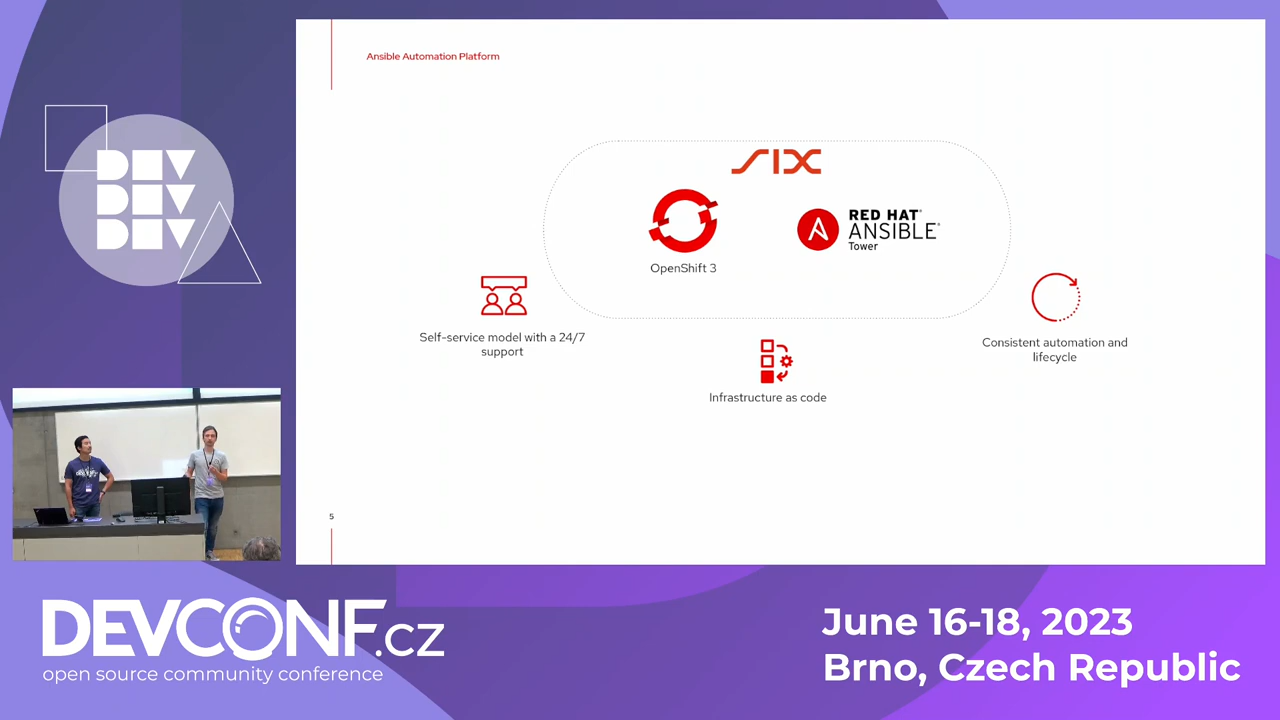 Ansible Automation Platform
SIX
RED HAT®
ANSIBLE®
Tower
OpenShift 3
Self-service model with a 24/7
support
Infrastructure as code
Consistent automation and
lifecycle
5
DEV
DEV
DEV
DEVCONF.cz
open source community conference
June 16-18, 2023
Brno, Czech Republic